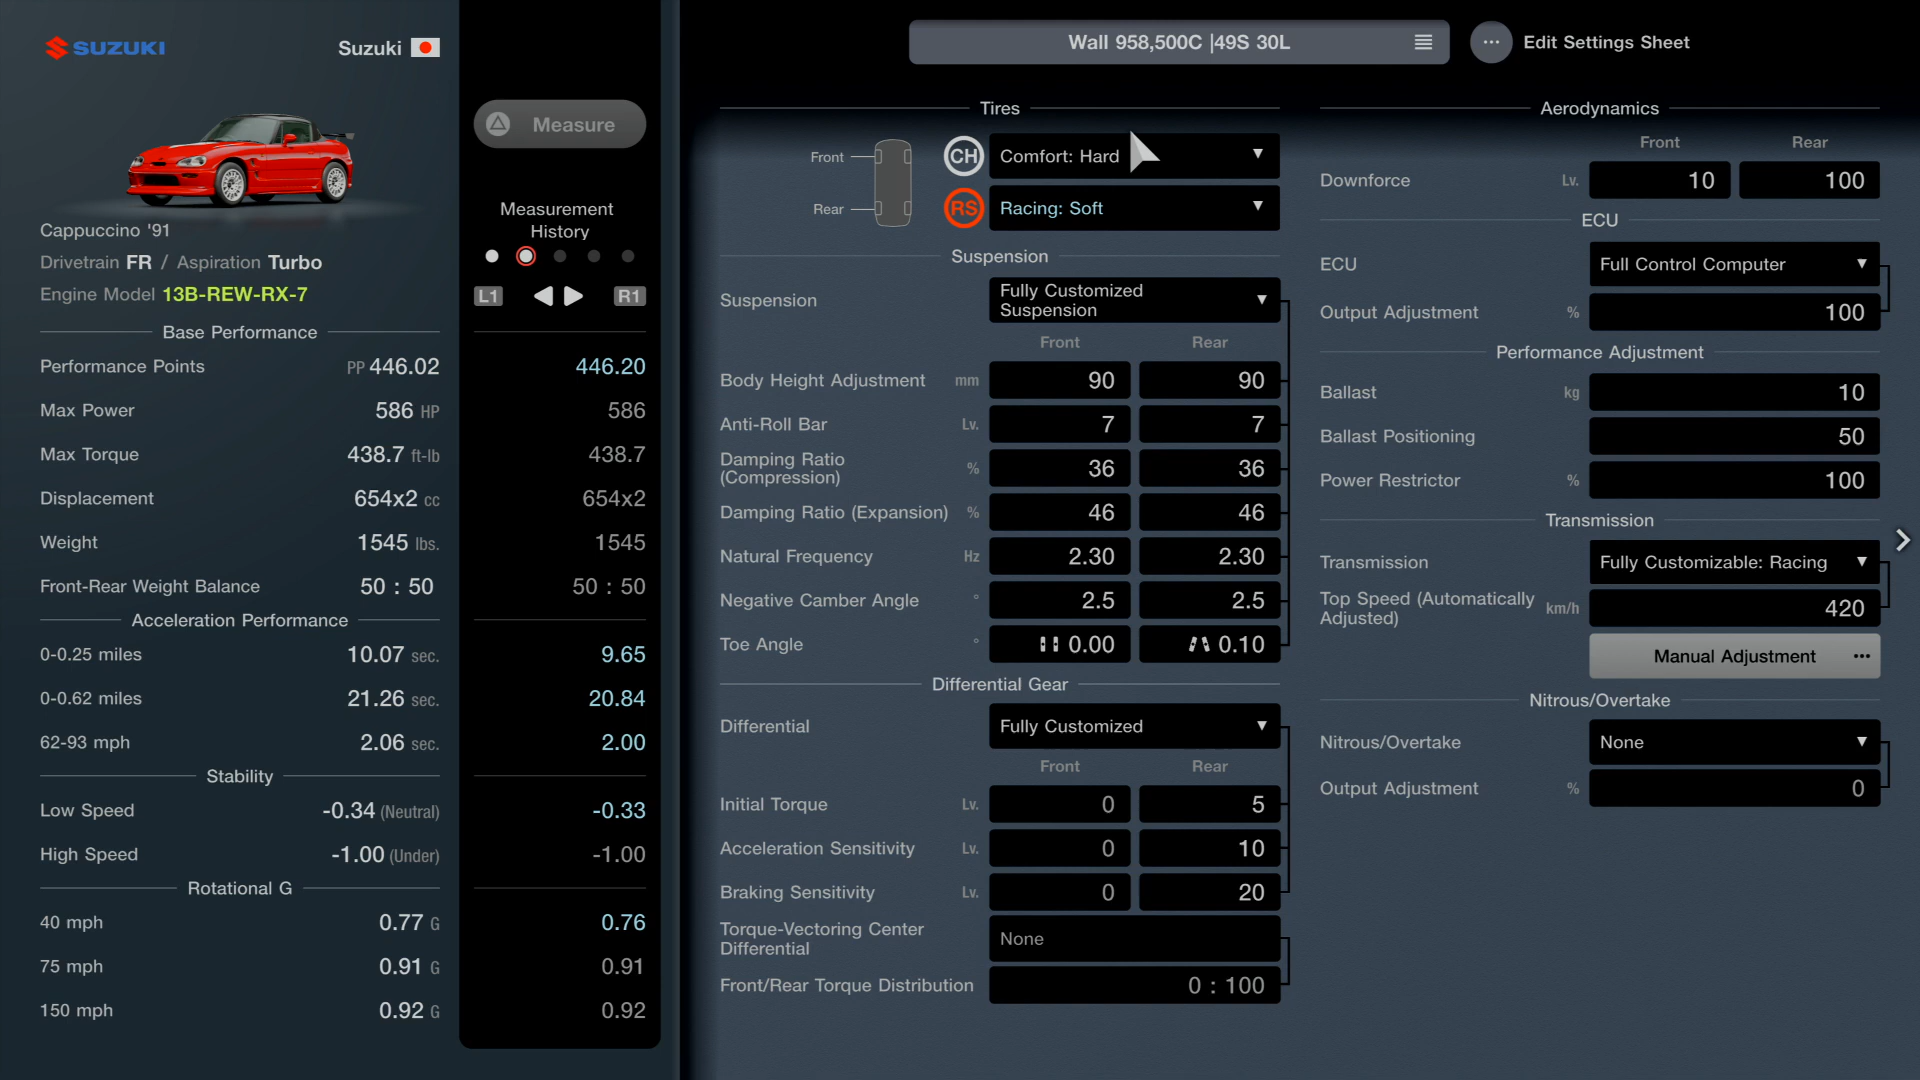 SUZUKI
Suzuki
Wall 958,500C |49S 30L
Edit Settings Sheet
Cappuccino '91
Drivetrain FR / Aspiration Turbo
Engine Model 13B-REW-RX-7
Measure
Measurement
History
L1
R1
Base Performance
Performance Points PP 446.02 446.20
Max Power 586 HP 586
Max Torque 438.7 ft-lb 438.7
Displacement 654x2 cc 654x2
Weight 1545 lbs. 1545
Front-Rear Weight Balance 50 : 50 50 : 50
Acceleration Performance
0-0.25 miles 10.07 sec. 9.65
0-0.62 miles 21.26 sec. 20.84
62-93 mph 2.06 sec. 2.00
Stability
Low Speed -0.34 (Neutral) -0.33
High Speed -1.00 (Under) -1.00
Rotational G
40 mph 0.77 G 0.76
75 mph 0.91 G 0.91
150 mph 0.92 G 0.92
Tires
Front CH Comfort: Hard
Rear RS Racing: Soft
Suspension
Suspension Fully Customized
Suspension
Front Rear
Body Height Adjustment mm 90 90
Anti-Roll Bar Lv. 7 7
Damping Ratio
(Compression) % 36 36
Damping Ratio (Expansion) % 46 46
Natural Frequency Hz 2.30 2.30
Negative Camber Angle ° 2.5 2.5
Toe Angle ° 0.00 0.10
Differential Gear
Differential Fully Customized
Front Rear
Initial Torque Lv. 0 5
Acceleration Sensitivity Lv. 0 10
Braking Sensitivity Lv. 0 20
Torque-Vectoring Center
Differential None
Front/Rear Torque Distribution 0 : 100
Aerodynamics
Front Rear
Downforce Lv. 10 100
ECU
ECU Full Control Computer
Output Adjustment % 100
Performance Adjustment
Ballast kg 10
Ballast Positioning 50
Power Restrictor % 100
Transmission
Transmission Fully Customizable: Racing
Top Speed (Automatically
Adjusted) km/h 420
Manual Adjustment
Nitrous/Overtake
Nitrous/Overtake None
Output Adjustment % 0